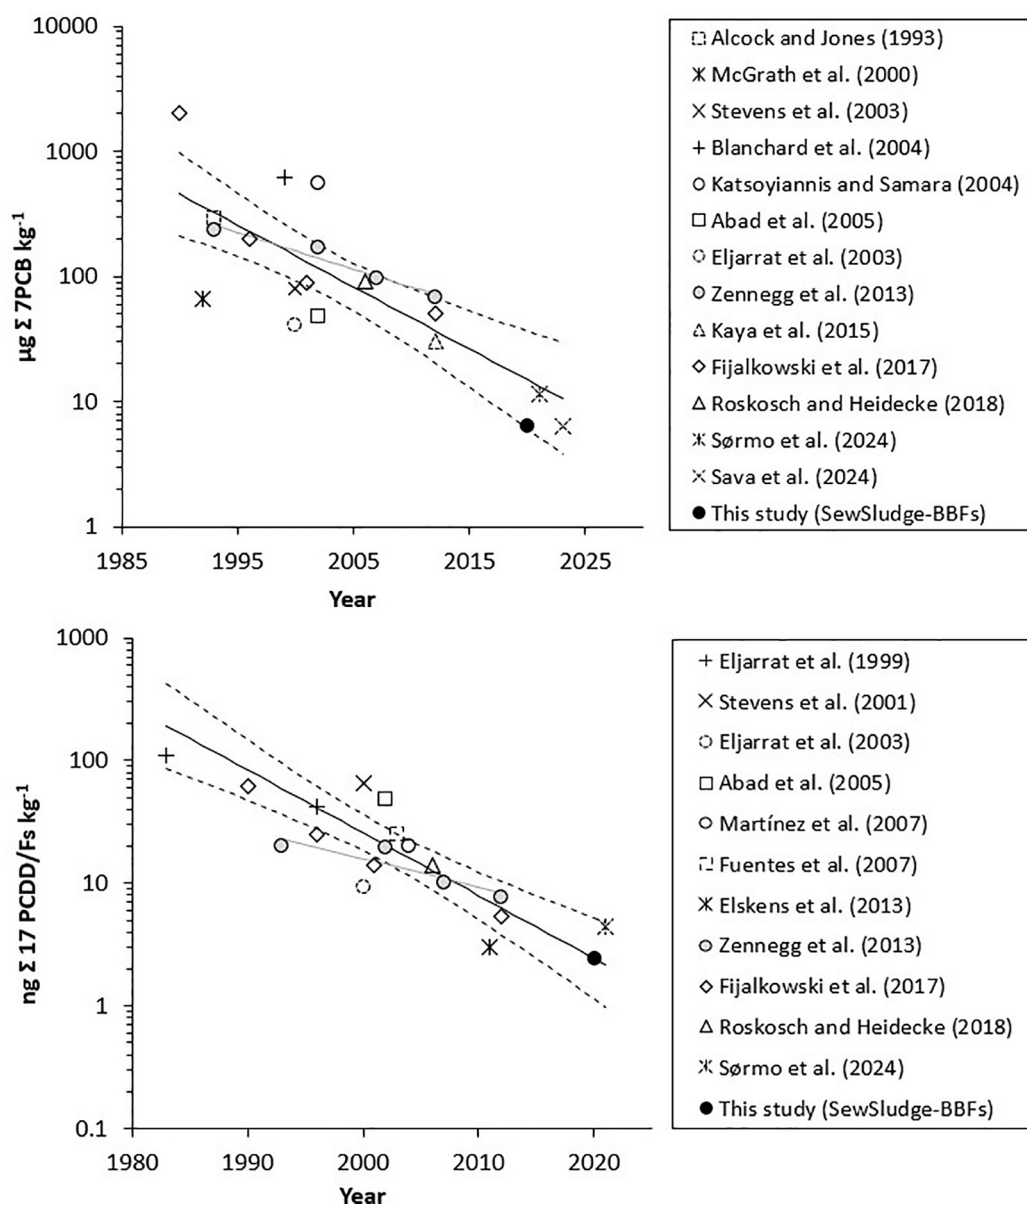 10000
1000
100
10
1
µg Σ 7PCB kg⁻¹
1985
1995
2005
2015
2025
Year
Alcock and Jones (1993)
McGrath et al. (2000)
Stevens et al. (2003)
Blanchard et al. (2004)
Katsoyiannis and Samara (2004)
Abad et al. (2005)
Eljarrat et al. (2003)
Zennegg et al. (2013)
Kaya et al. (2015)
Fijalkowski et al. (2017)
Roskosch and Heidecke (2018)
Sørmo et al. (2024)
Sava et al. (2024)
This study (SewSludge-BBFs)
1000
100
10
1
0.1
ng Σ 17 PCDD/Fs kg⁻¹
1980
1990
2000
2010
2020
Year
Eljarrat et al. (1999)
Stevens et al. (2001)
Eljarrat et al. (2003)
Abad et al. (2005)
Martínez et al. (2007)
Fuentes et al. (2007)
Elskens et al. (2013)
Zennegg et al. (2013)
Fijalkowski et al. (2017)
Roskosch and Heidecke (2018)
Sørmo et al. (2024)
This study (SewSludge-BBFs)